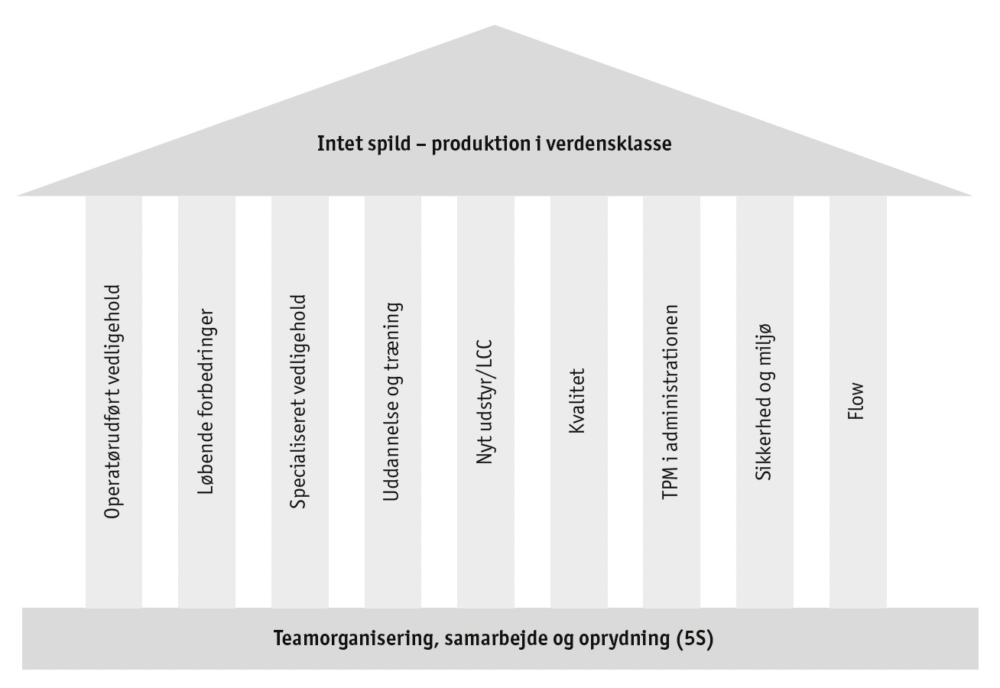 Intet spild – produktion i verdensklasse
Operatørudført vedligehold
Løbende forbedringer
Specialiseret vedligehold
Uddannelse og træning
Nyt udstyr/LCC
Kvalitet
TPM i administrationen
Sikkerhed og miljø
Flow
Teamorganisering, samarbejde og oprydning (5S)